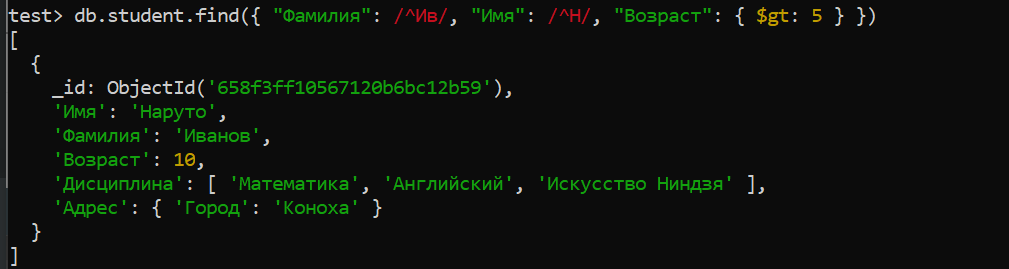 test> db.student.find({ "Фамилия": /^Ив/, "Имя": /^Н/, "Возраст": { $gt: 5 } })
[
  {
    _id: ObjectId('658f3ff10567120b6bc12b59'),
    'Имя': 'Наруто',
    'Фамилия': 'Иванов',
    'Возраст': 10,
    'Дисциплина': [ 'Математика', 'Английский', 'Искусство Ниндзя' ],
    'Адрес': { 'Город': 'Коноха' }
  }
]